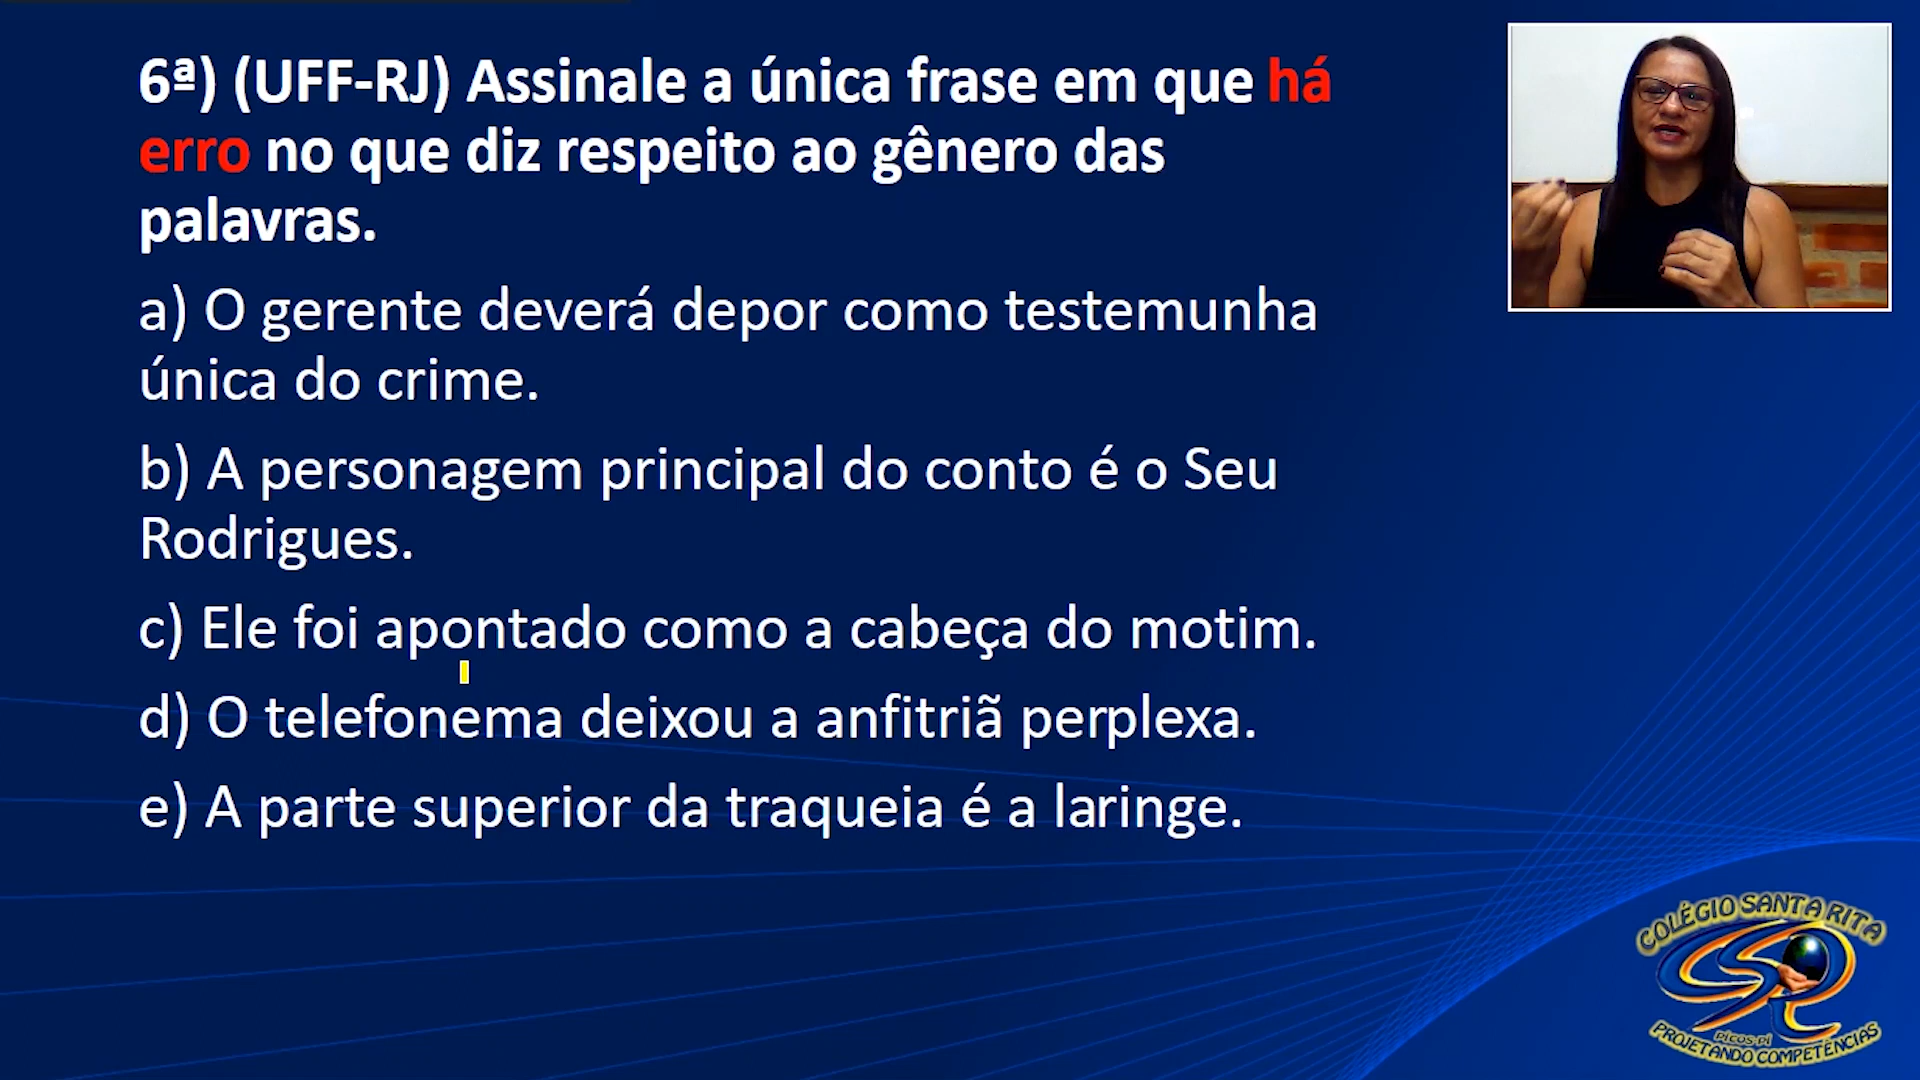 6ª) (UFF-RJ) Assinale a única frase em que há
erro no que diz respeito ao gênero das
palavras.
a) O gerente deverá depor como testemunha
única do crime.
b) A personagem principal do conto é o Seu
Rodrigues.
c) Ele foi apontado como a cabeça do motim.
d) O telefonema deixou a anfitriã perplexa.
e) A parte superior da traqueia é a laringe.
COLÉGIO SANTA RITA
PICOS-PI
PROJETANDO COMPETÊNCIAS